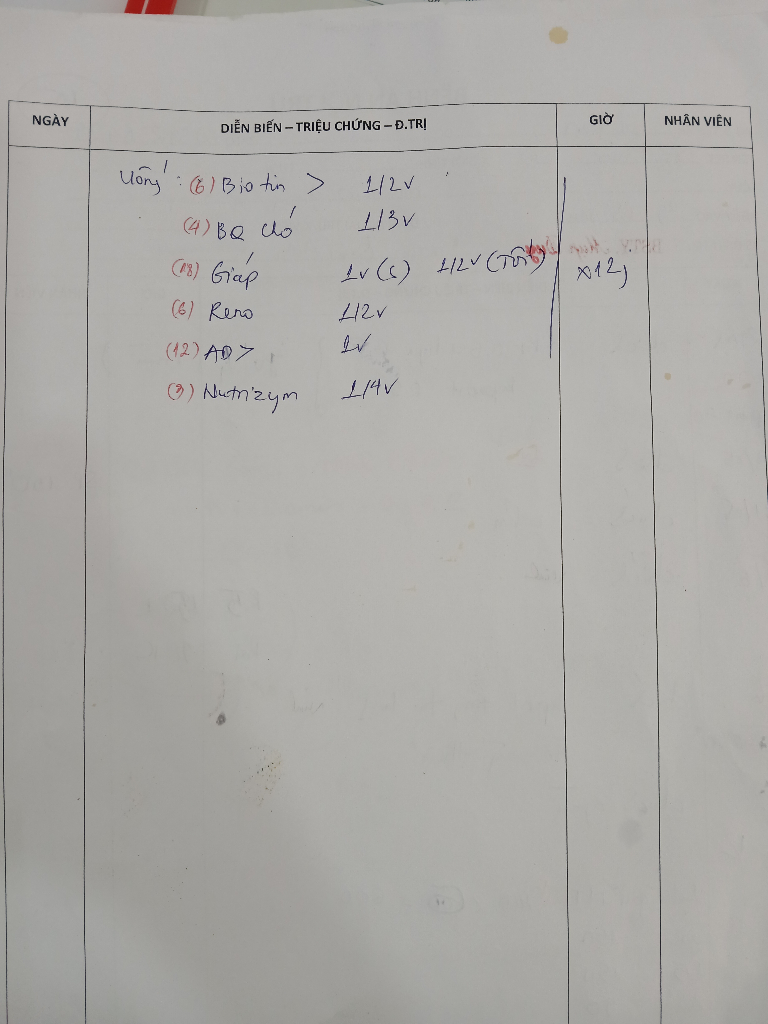 NGÀY DIỄN BIẾN – TRIỆU CHỨNG – Đ.TRỊ GIỜ NHÂN VIÊN
Uống: (6) Biotin > 1/2v
(4) BQ chó 1/3v
(18) Giáp 1v (S) 1/2v (Tối) x12j
(6) Reno 1/2v
(12) AD > 1v
(3) Nutrizym 1/4v